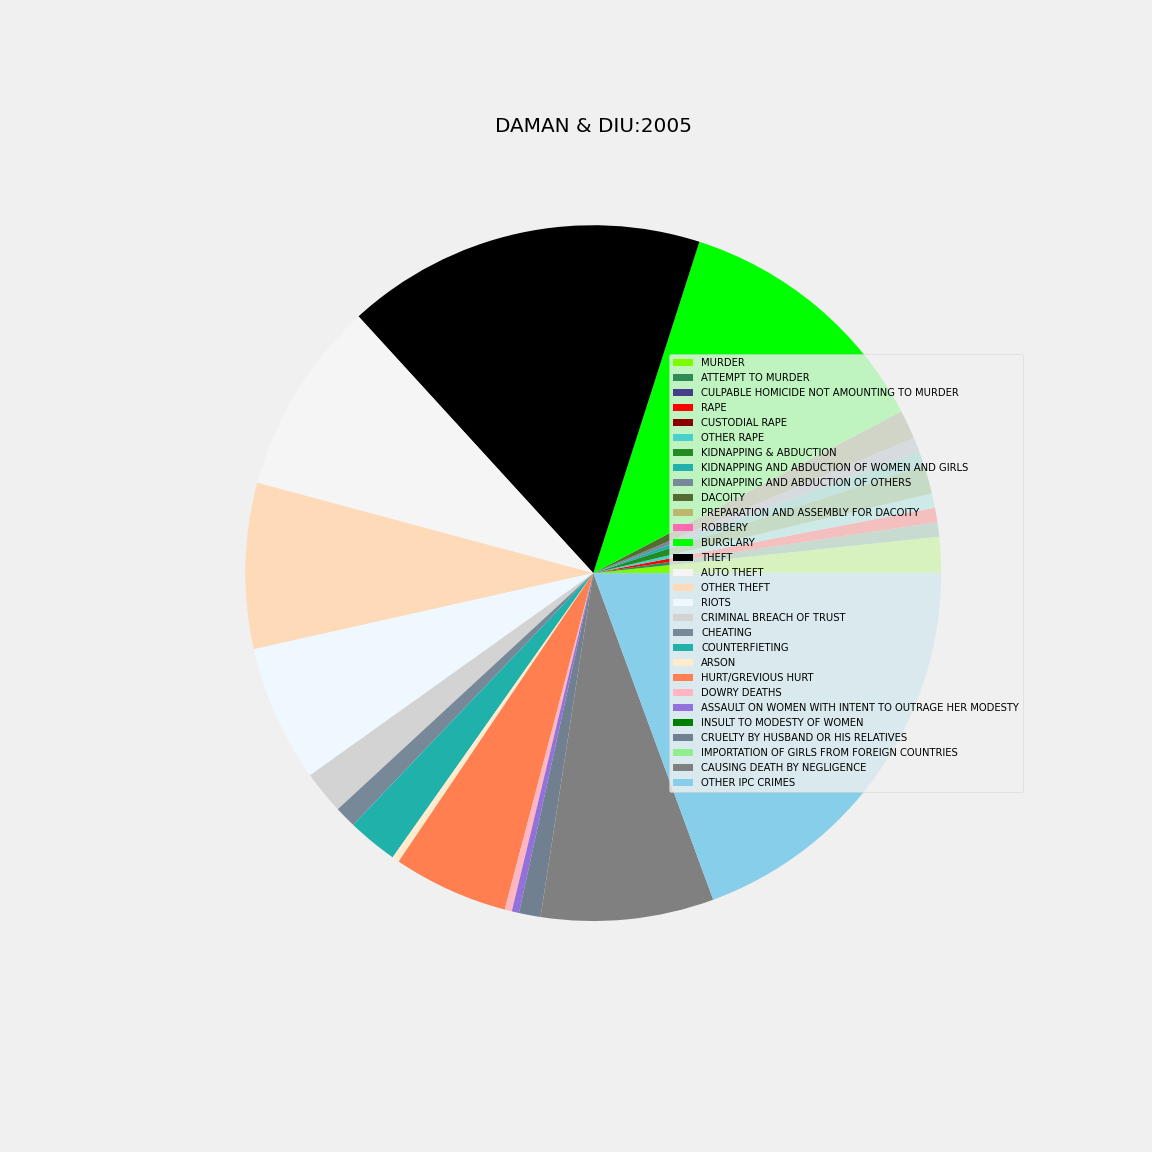 DAMAN & DIU:2005
MURDER
ATTEMPT TO MURDER
CULPABLE HOMICIDE NOT AMOUNTING TO MURDER
RAPE
CUSTODIAL RAPE
OTHER RAPE
KIDNAPPING & ABDUCTION
KIDNAPPING AND ABDUCTION OF WOMEN AND GIRLS
KIDNAPPING AND ABDUCTION OF OTHERS
DACOITY
PREPARATION AND ASSEMBLY FOR DACOITY
ROBBERY
BURGLARY
THEFT
AUTO THEFT
OTHER THEFT
RIOTS
CRIMINAL BREACH OF TRUST
CHEATING
COUNTERFIETING
ARSON
HURT/GREVIOUS HURT
DOWRY DEATHS
ASSAULT ON WOMEN WITH INTENT TO OUTRAGE HER MODESTY
INSULT TO MODESTY OF WOMEN
CRUELTY BY HUSBAND OR HIS RELATIVES
IMPORTATION OF GIRLS FROM FOREIGN COUNTRIES
CAUSING DEATH BY NEGLIGENCE
OTHER IPC CRIMES